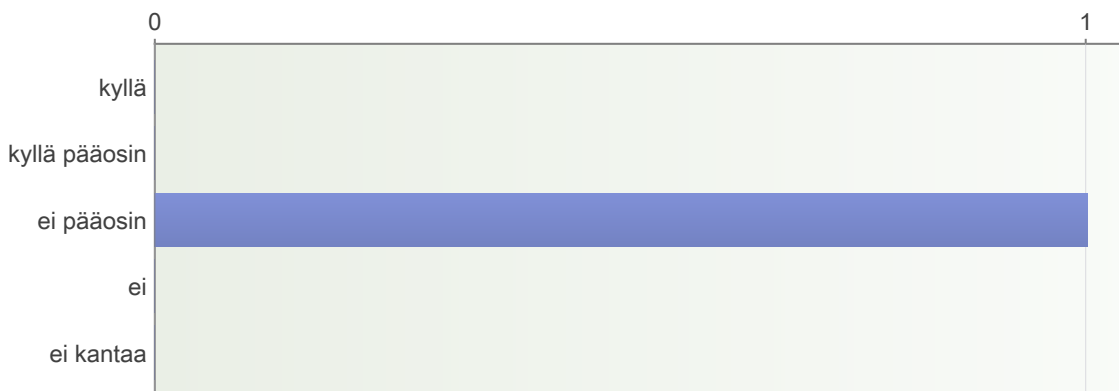 0 1
kyllä
kyllä pääosin
ei pääosin
ei
ei kantaa